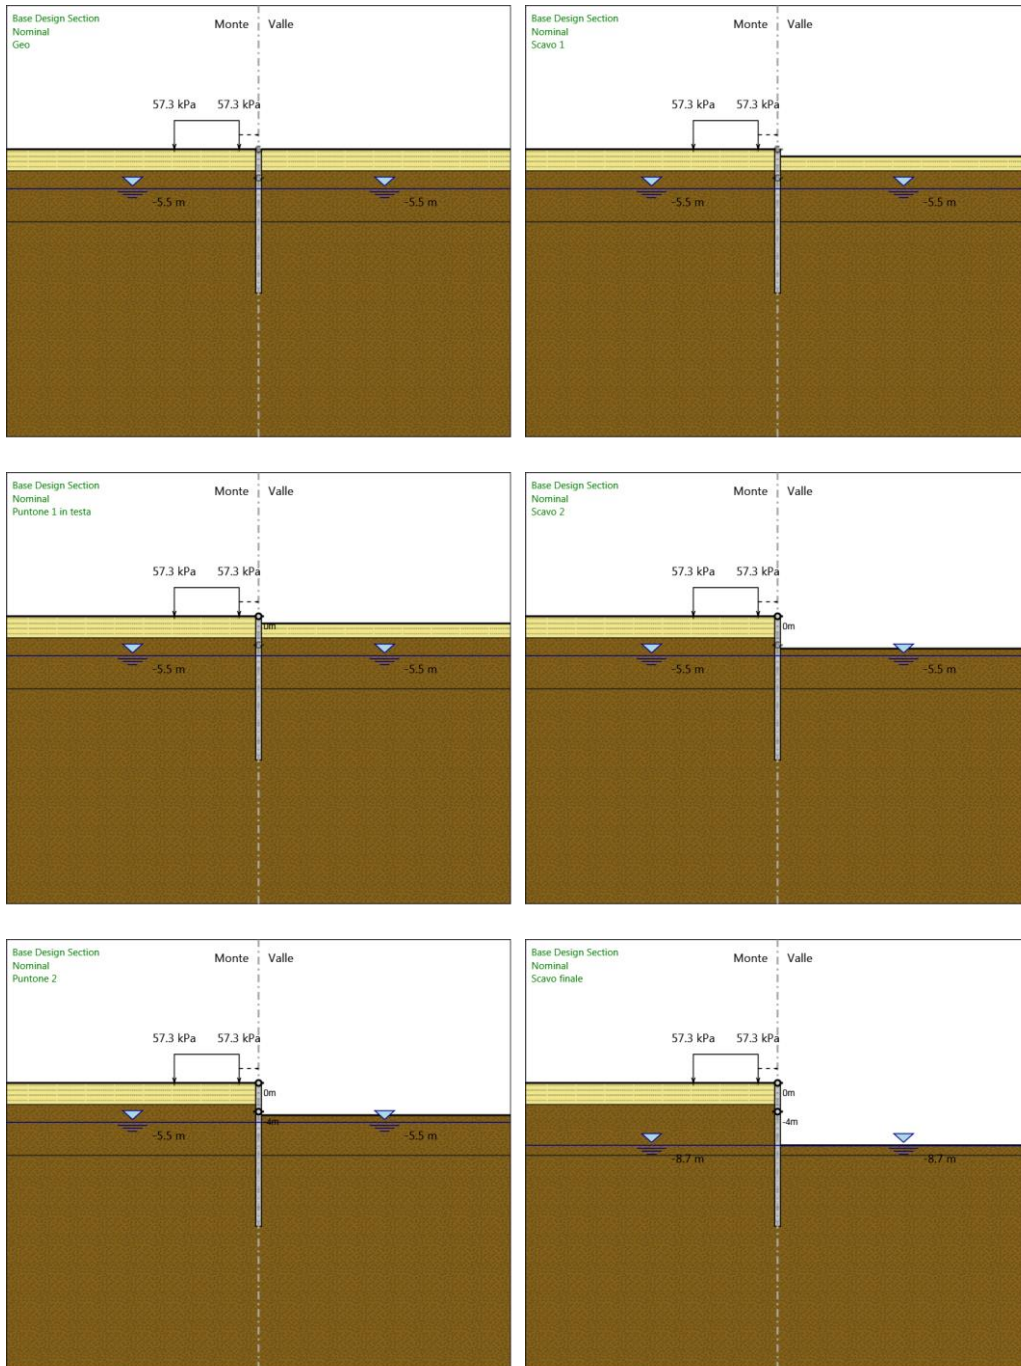 Base Design Section
Nominal
Geo
Monte Valle
57.3 kPa 57.3 kPa
-5.5 m -5.5 m
Base Design Section
Nominal
Scavo 1
Monte Valle
57.3 kPa 57.3 kPa
-5.5 m -5.5 m
Base Design Section
Nominal
Puntone 1 in testa
Monte Valle
57.3 kPa 57.3 kPa
0m
-5.5 m -5.5 m
Base Design Section
Nominal
Scavo 2
Monte Valle
57.3 kPa 57.3 kPa
0m
-5.5 m -5.5 m
Base Design Section
Nominal
Puntone 2
Monte Valle
57.3 kPa 57.3 kPa
0m
-4m
-5.5 m -5.5 m
Base Design Section
Nominal
Scavo finale
Monte Valle
57.3 kPa 57.3 kPa
0m
-4m
-8.7 m -8.7 m